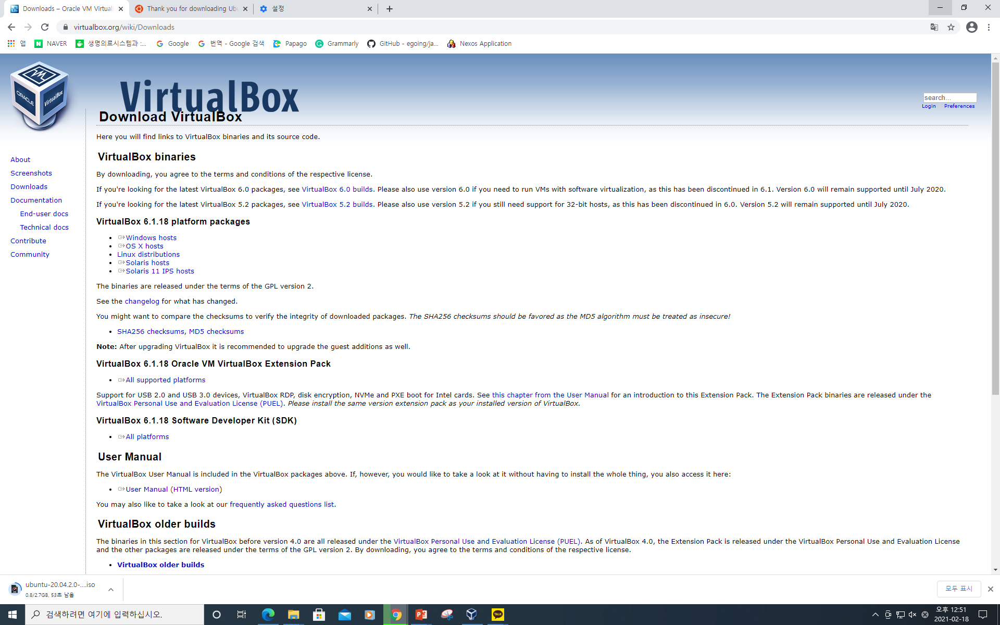 Downloads – Oracle VM Virtual
Thank you for downloading Ubu
설정
virtualbox.org/wiki/Downloads
앱
NAVER
생명의료시스템과 :...
Google
번역 - Google 검색
Papago
Grammarly
GitHub - egoing/ja...
Nexos Application
ORACLE
VirtualBox
VirtualBox
search...
Login
Preferences
Download VirtualBox
Here you will find links to VirtualBox binaries and its source code.
About
Screenshots
Downloads
Documentation
End-user docs
Technical docs
Contribute
Community
VirtualBox binaries
By downloading, you agree to the terms and conditions of the respective license.
If you're looking for the latest VirtualBox 6.0 packages, see VirtualBox 6.0 builds. Please also use version 6.0 if you need to run VMs with software virtualization, as this has been discontinued in 6.1. Version 6.0 will remain supported until July 2020.
If you're looking for the latest VirtualBox 5.2 packages, see VirtualBox 5.2 builds. Please also use version 5.2 if you still need support for 32-bit hosts, as this has been discontinued in 6.0. Version 5.2 will remain supported until July 2020.
VirtualBox 6.1.18 platform packages
Windows hosts
OS X hosts
Linux distributions
Solaris hosts
Solaris 11 IPS hosts
The binaries are released under the terms of the GPL version 2.
See the changelog for what has changed.
You might want to compare the checksums to verify the integrity of downloaded packages. The SHA256 checksums should be favored as the MD5 algorithm must be treated as insecure!
SHA256 checksums, MD5 checksums
Note: After upgrading VirtualBox it is recommended to upgrade the guest additions as well.
VirtualBox 6.1.18 Oracle VM VirtualBox Extension Pack
All supported platforms
Support for USB 2.0 and USB 3.0 devices, VirtualBox RDP, disk encryption, NVMe and PXE boot for Intel cards. See this chapter from the User Manual for an introduction to this Extension Pack. The Extension Pack binaries are released under the
VirtualBox Personal Use and Evaluation License (PUEL). Please install the same version extension pack as your installed version of VirtualBox.
VirtualBox 6.1.18 Software Developer Kit (SDK)
All platforms
User Manual
The VirtualBox User Manual is included in the VirtualBox packages above. If, however, you would like to take a look at it without having to install the whole thing, you also access it here:
User Manual (HTML version)
You may also like to take a look at our frequently asked questions list.
VirtualBox older builds
The binaries in this section for VirtualBox before version 4.0 are all released under the VirtualBox Personal Use and Evaluation License (PUEL). As of VirtualBox 4.0, the Extension Pack is released under the VirtualBox Personal Use and Evaluation License
and the other packages are released under the terms of the GPL version 2. By downloading, you agree to the terms and conditions of the respective license.
VirtualBox older builds
ubuntu-20.04.2.0-....iso
0.8/2.7GB, 53초 남음
모두 표시
검색하려면 여기에 입력하십시오.
TALK
오후 12:51
2021-02-18